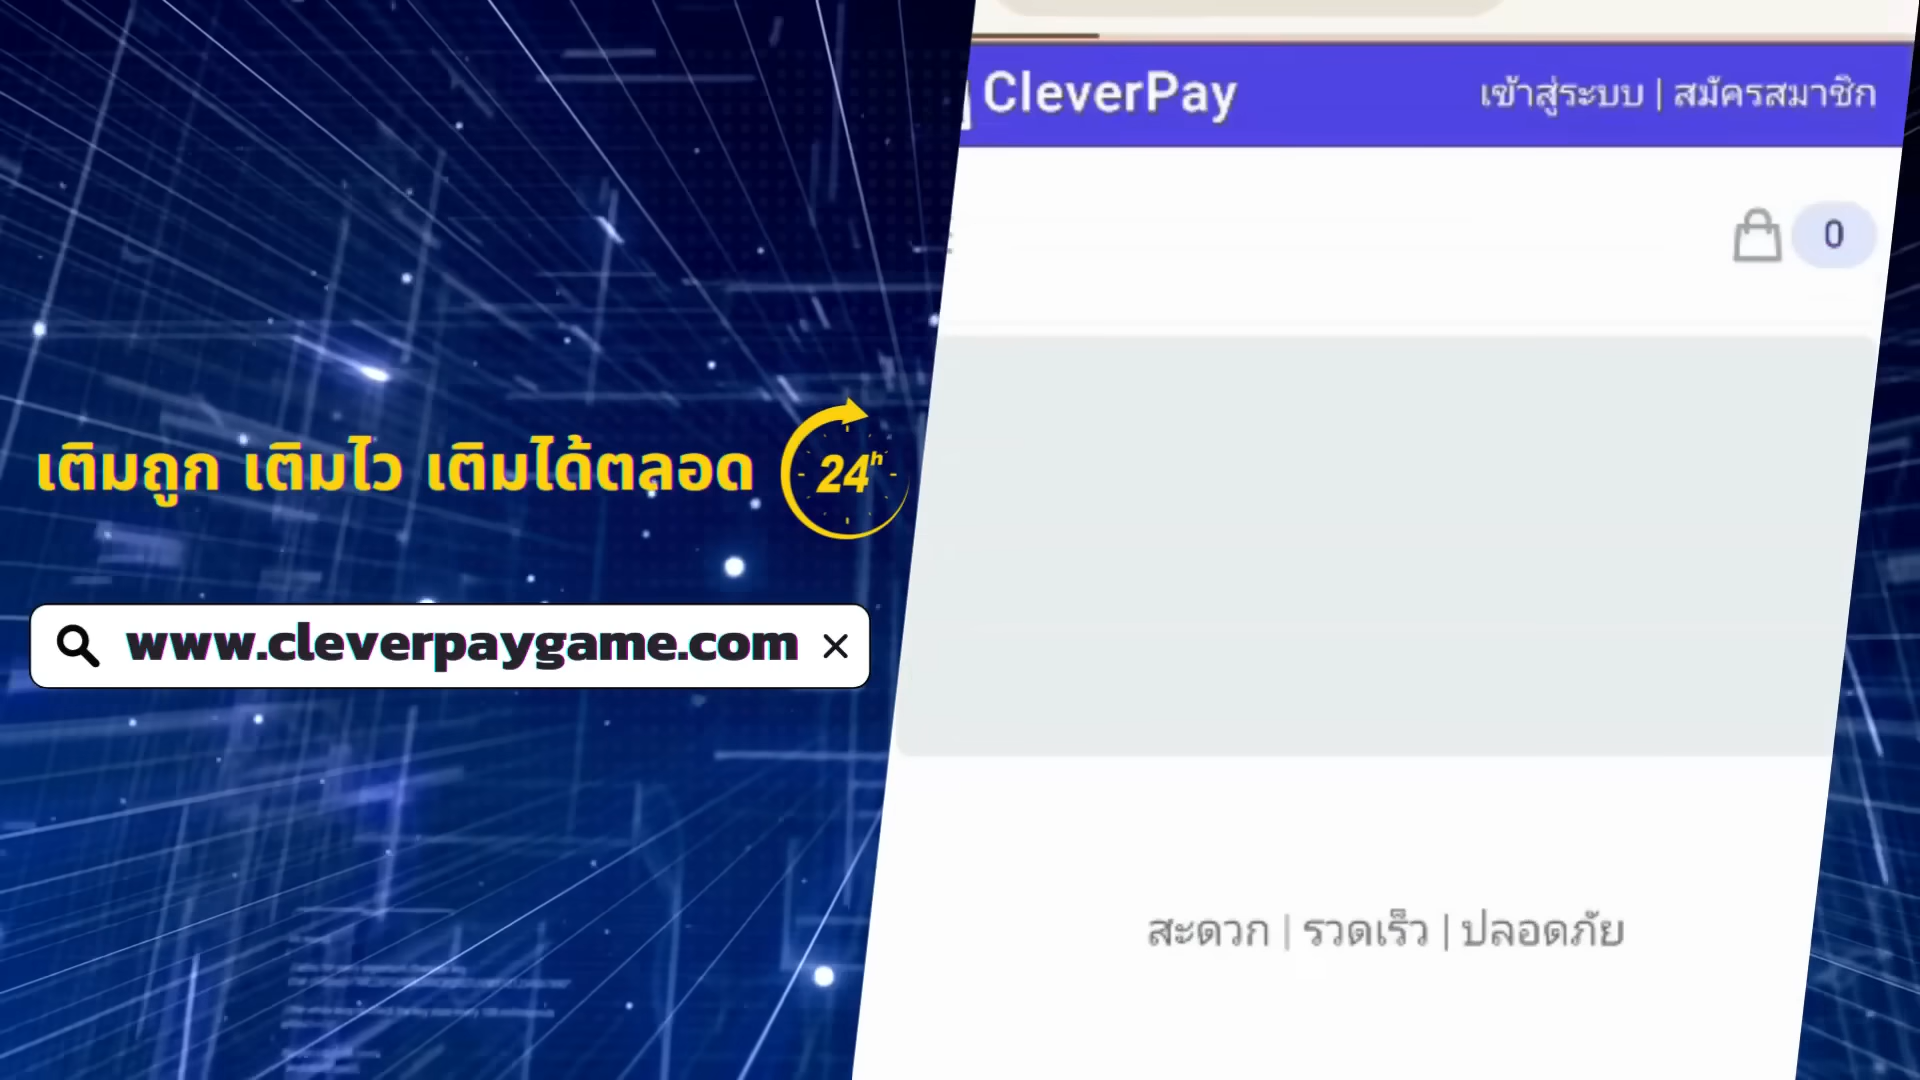 เติมถูก เติมไว เติมได้ตลอด 24h
www.cleverpaygame.com
CleverPay
เข้าสู่ระบบ | สมัครสมาชิก
0
สะดวก | รวดเร็ว | ปลอดภัย